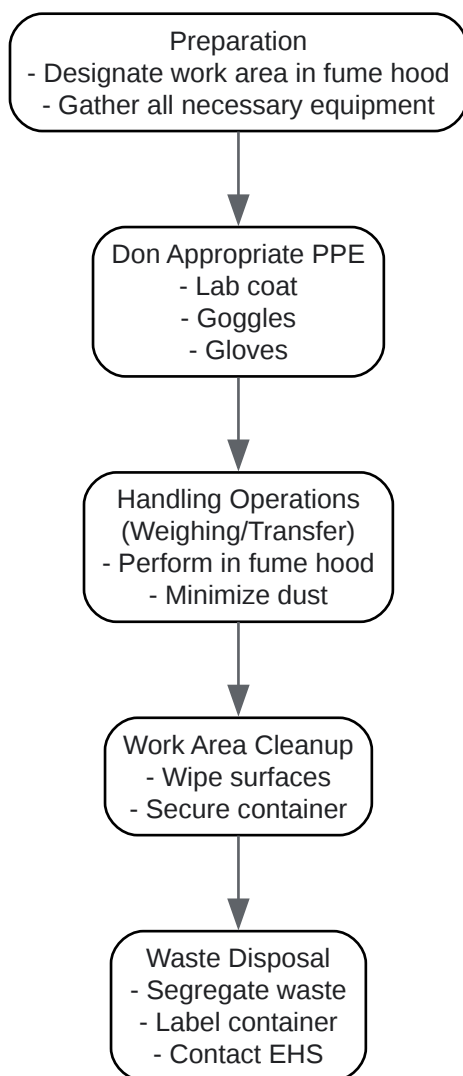 Preparation
- Designate work area in fume hood
- Gather all necessary equipment
Don Appropriate PPE
- Lab coat
- Goggles
- Gloves
Handling Operations
(Weighing/Transfer)
- Perform in fume hood
- Minimize dust
Work Area Cleanup
- Wipe surfaces
- Secure container
Waste Disposal
- Segregate waste
- Label container
- Contact EHS